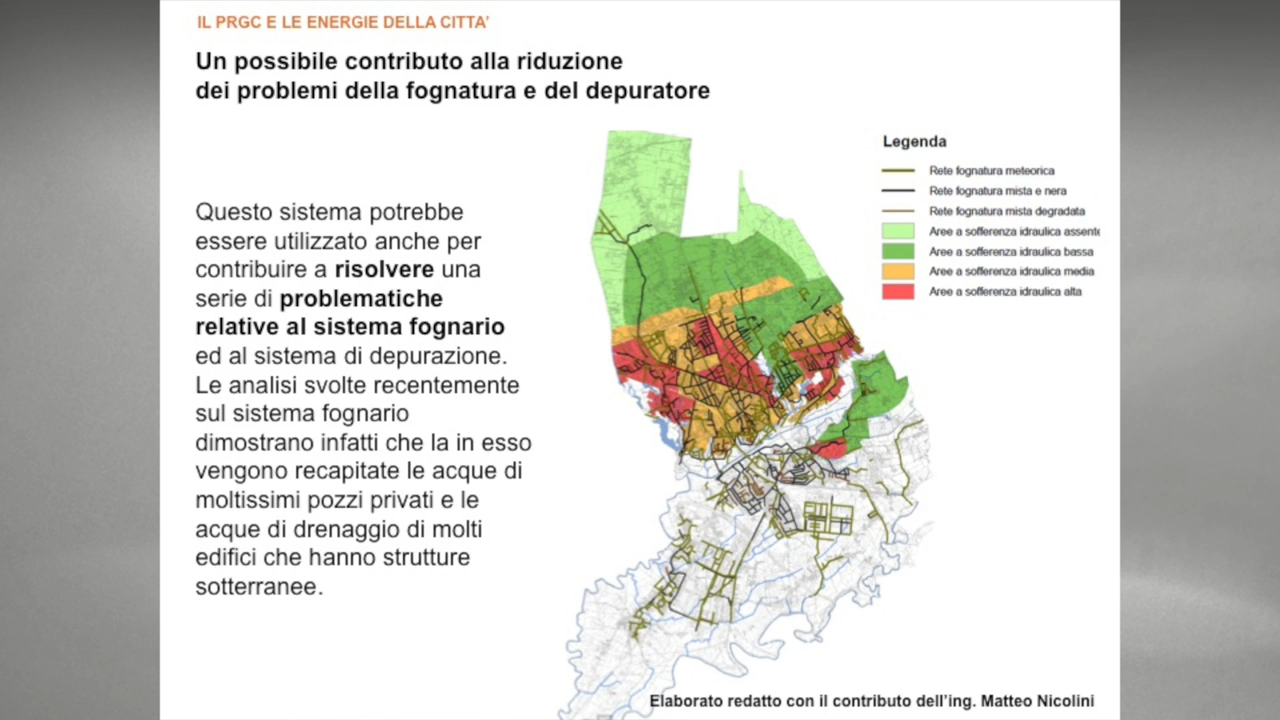 IL PRGC E LE ENERGIE DELLA CITTA'
Un possibile contributo alla riduzione
dei problemi della fognatura e del depuratore
Questo sistema potrebbe
essere utilizzato anche per
contribuire a risolvere una
serie di problematiche
relative al sistema fognario
ed al sistema di depurazione.
Le analisi svolte recentemente
sul sistema fognario
dimostrano infatti che la in esso
vengono recapitate le acque di
moltissimi pozzi privati e le
acque di drenaggio di molti
edifici che hanno strutture
sotterranee.
Legenda
Rete fognatura meteorica
Rete fognatura mista e nera
Rete fognatura mista degradata
Aree a sofferenza idraulica assente
Aree a sofferenza idraulica bassa
Aree a sofferenza idraulica media
Aree a sofferenza idraulica alta
Elaborato redatto con il contributo dell'ing. Matteo Nicolini